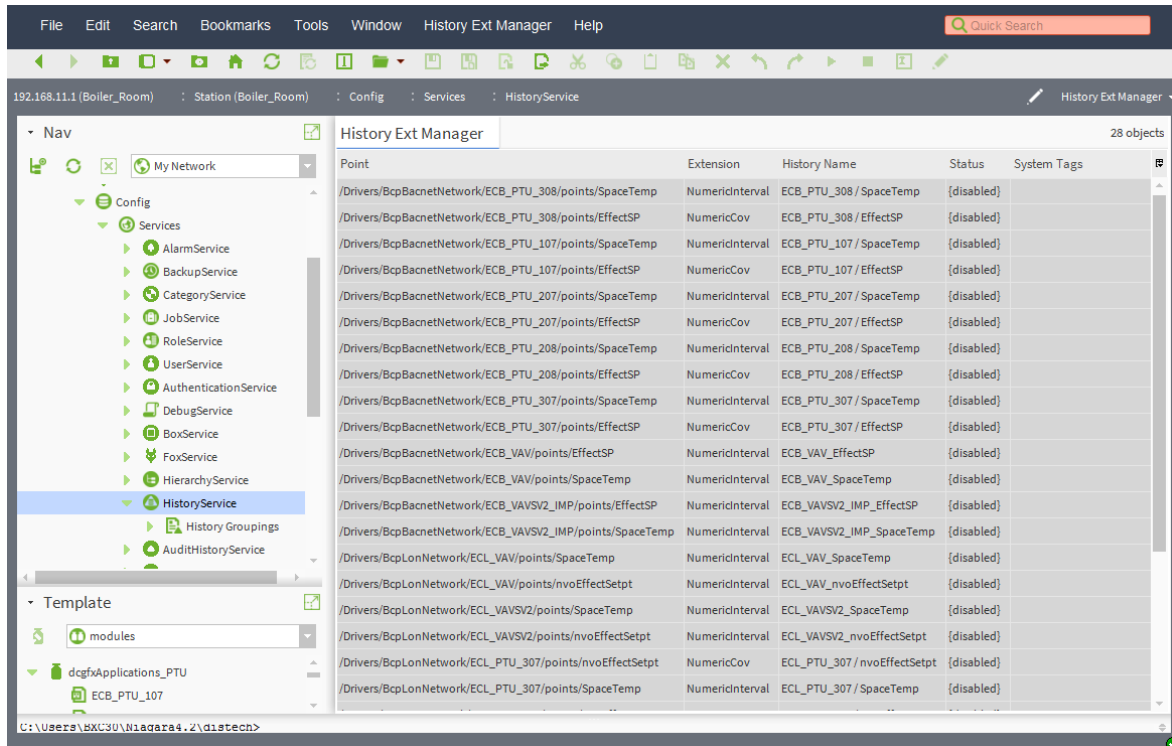 File Edit Search Bookmarks Tools Window History Ext Manager Help Quick Search
192.168.11.1 (Boiler_Room) : Station (Boiler_Room) : Config : Services : HistoryService History Ext Manager
Nav
My Network
Config
Services
AlarmService
BackupService
CategoryService
JobService
RoleService
UserService
AuthenticationService
DebugService
BoxService
FoxService
HierarchyService
HistoryService
History Groupings
AuditHistoryService
Template
modules
dcgfxApplications_PTU
ECB_PTU_107
History Ext Manager 28 objects
Point Extension History Name Status System Tags
/Drivers/BcpBacnetNetwork/ECB_PTU_308/points/SpaceTemp NumericInterval ECB_PTU_308 / SpaceTemp {disabled}
/Drivers/BcpBacnetNetwork/ECB_PTU_308/points/EffectSP NumericCov ECB_PTU_308 / EffectSP {disabled}
/Drivers/BcpBacnetNetwork/ECB_PTU_107/points/SpaceTemp NumericInterval ECB_PTU_107 / SpaceTemp {disabled}
/Drivers/BcpBacnetNetwork/ECB_PTU_107/points/EffectSP NumericCov ECB_PTU_107 / EffectSP {disabled}
/Drivers/BcpBacnetNetwork/ECB_PTU_207/points/SpaceTemp NumericInterval ECB_PTU_207 / SpaceTemp {disabled}
/Drivers/BcpBacnetNetwork/ECB_PTU_207/points/EffectSP NumericCov ECB_PTU_207 / EffectSP {disabled}
/Drivers/BcpBacnetNetwork/ECB_PTU_208/points/SpaceTemp NumericInterval ECB_PTU_208 / SpaceTemp {disabled}
/Drivers/BcpBacnetNetwork/ECB_PTU_208/points/EffectSP NumericCov ECB_PTU_208 / EffectSP {disabled}
/Drivers/BcpBacnetNetwork/ECB_PTU_307/points/SpaceTemp NumericInterval ECB_PTU_307 / SpaceTemp {disabled}
/Drivers/BcpBacnetNetwork/ECB_PTU_307/points/EffectSP NumericCov ECB_PTU_307 / EffectSP {disabled}
/Drivers/BcpBacnetNetwork/ECB_VAV/points/EffectSP NumericInterval ECB_VAV_EffectSP {disabled}
/Drivers/BcpBacnetNetwork/ECB_VAV/points/SpaceTemp NumericInterval ECB_VAV_SpaceTemp {disabled}
/Drivers/BcpBacnetNetwork/ECB_VAVSV2_IMP/points/EffectSP NumericInterval ECB_VAVSV2_IMP_EffectSP {disabled}
/Drivers/BcpBacnetNetwork/ECB_VAVSV2_IMP/points/SpaceTemp NumericInterval ECB_VAVSV2_IMP_SpaceTemp {disabled}
/Drivers/BcpLonNetwork/ECL_VAV/points/SpaceTemp NumericInterval ECL_VAV_SpaceTemp {disabled}
/Drivers/BcpLonNetwork/ECL_VAV/points/nvoEffectSetpt NumericInterval ECL_VAV_nvoEffectSetpt {disabled}
/Drivers/BcpLonNetwork/ECL_VAVSV2/points/SpaceTemp NumericInterval ECL_VAVSV2_SpaceTemp {disabled}
/Drivers/BcpLonNetwork/ECL_VAVSV2/points/nvoEffectSetpt NumericInterval ECL_VAVSV2_nvoEffectSetpt {disabled}
/Drivers/BcpLonNetwork/ECL_PTU_307/points/nvoEffectSetpt NumericCov ECL_PTU_307 / nvoEffectSetpt {disabled}
/Drivers/BcpLonNetwork/ECL_PTU_307/points/SpaceTemp NumericInterval ECL_PTU_307 / SpaceTemp {disabled}
C:\Users\BXC30\Niagara4.2\distech>